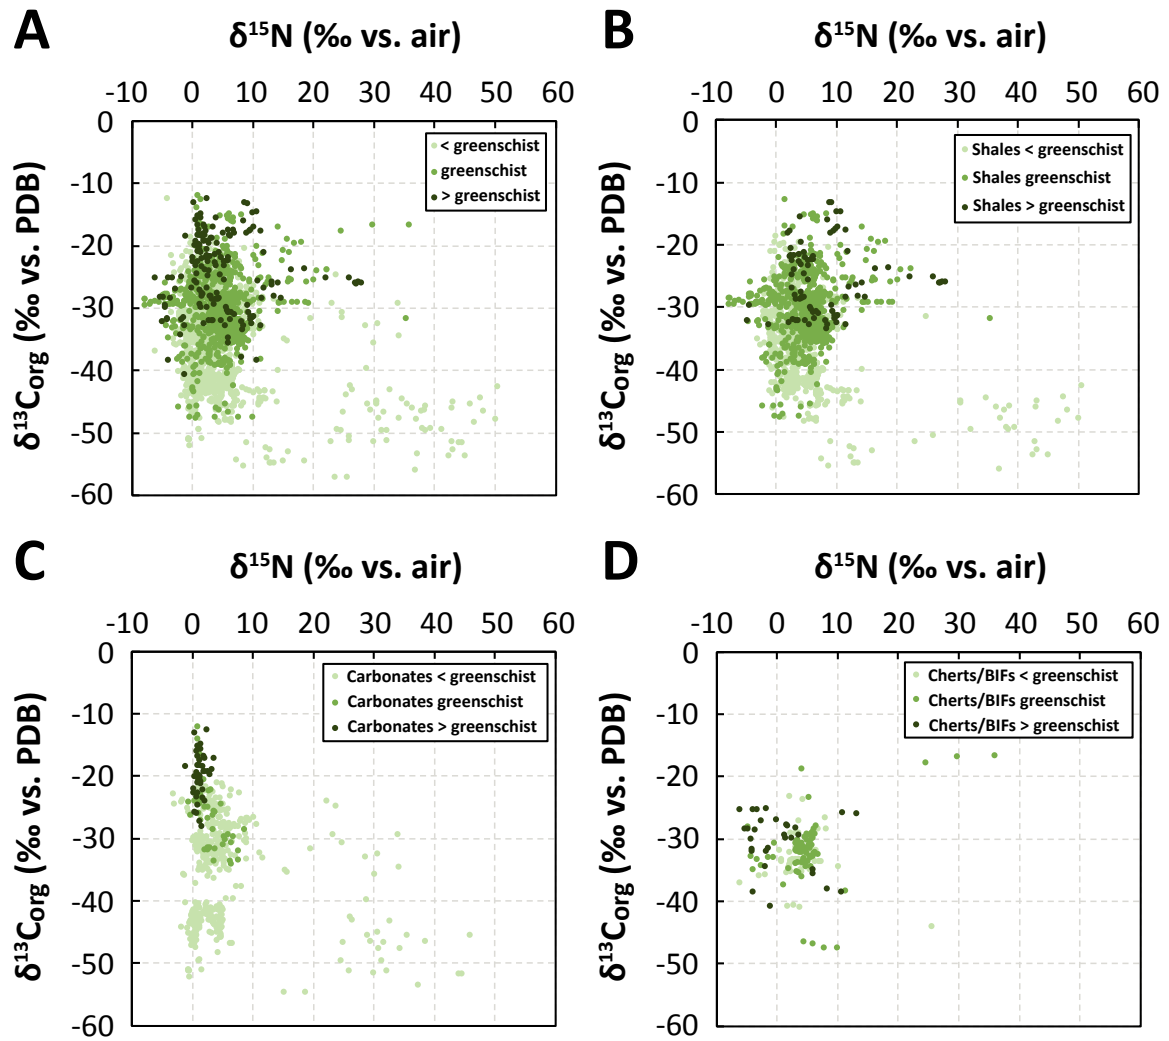 A
δ¹⁵N (‰ vs. air)
-10 0 10 20 30 40 50 60
0
-10
-20
-30
-40
-50
-60
δ¹³C_org (‰ vs. PDB)
< greenschist
greenschist
> greenschist
B
δ¹⁵N (‰ vs. air)
-10 0 10 20 30 40 50 60
0
-10
-20
-30
-40
-50
-60
δ¹³C_org (‰ vs. PDB)
Shales < greenschist
Shales greenschist
Shales > greenschist
C
δ¹⁵N (‰ vs. air)
-10 0 10 20 30 40 50 60
0
-10
-20
-30
-40
-50
-60
δ¹³C_org (‰ vs. PDB)
Carbonates < greenschist
Carbonates greenschist
Carbonates > greenschist
D
δ¹⁵N (‰ vs. air)
-10 0 10 20 30 40 50 60
0
-10
-20
-30
-40
-50
-60
δ¹³C_org (‰ vs. PDB)
Cherts/BIFs < greenschist
Cherts/BIFs greenschist
Cherts/BIFs > greenschist